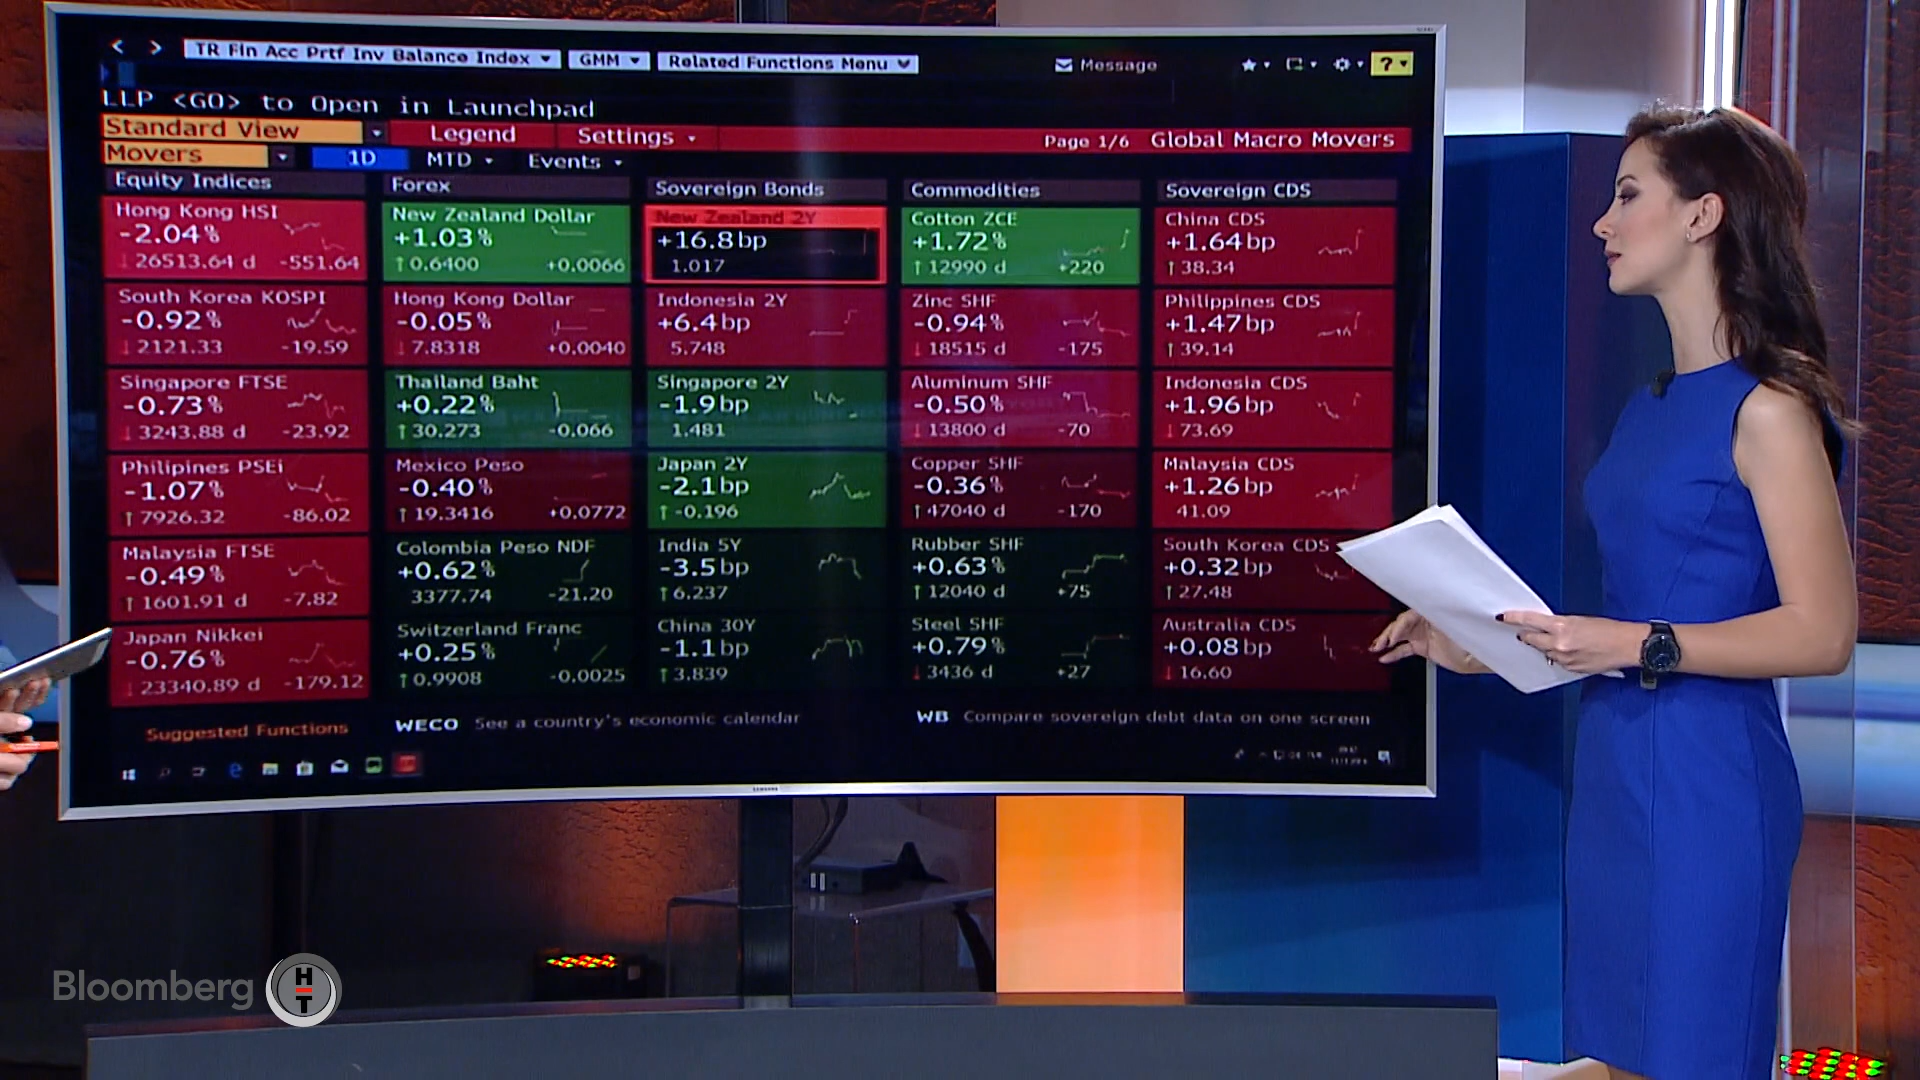 TR Fin Acc Prtf Inv Balance Index GMM Related Functions Menu Message ?
LLP <GO> to Open in Launchpad
Standard View Legend Settings Page 1/6 Global Macro Movers
Movers 1D MTD Events
Equity Indices
Hong Kong HSI
-2.04%
↓26513.64 d -551.64
South Korea KOSPI
-0.92%
↓2121.33 -19.59
Singapore FTSE
-0.73%
↓3243.88 d -23.92
Philipines PSEi
-1.07%
↑7926.32 -86.02
Malaysia FTSE
-0.49%
↑1601.91 d -7.82
Japan Nikkei
-0.76%
↓23340.89 d -179.12
Forex
New Zealand Dollar
+1.03%
↑0.6400 +0.0066
Hong Kong Dollar
-0.05%
↓7.8318 +0.0040
Thailand Baht
+0.22%
↑30.273 -0.066
Mexico Peso
-0.40%
↑19.3416 +0.0772
Colombia Peso NDF
+0.62%
3377.74 -21.20
Switzerland Franc
+0.25%
↑0.9908 -0.0025
Sovereign Bonds
New Zealand 2Y
+16.8bp
1.017
Indonesia 2Y
+6.4bp
5.748
Singapore 2Y
-1.9bp
1.481
Japan 2Y
-2.1bp
↑-0.196
India 5Y
-3.5bp
↑6.237
China 30Y
-1.1bp
↑3.839
Commodities
Cotton ZCE
+1.72%
↑12990 d +220
Zinc SHF
-0.94%
↓18515 d -175
Aluminum SHF
-0.50%
↓13800 d -70
Copper SHF
-0.36%
↑47040 d -170
Rubber SHF
+0.63%
↑12040 d +75
Steel SHF
+0.79%
↓3436 d +27
Sovereign CDS
China CDS
+1.64bp
↑38.34
Philippines CDS
+1.47bp
↑39.14
Indonesia CDS
+1.96bp
↓73.69
Malaysia CDS
+1.26bp
41.09
South Korea CDS
+0.32bp
↑27.48
Australia CDS
+0.08bp
↓16.60
Suggested Functions WECO See a country's economic calendar WB Compare sovereign debt data on one screen
SAMSUNG
Bloomberg HT